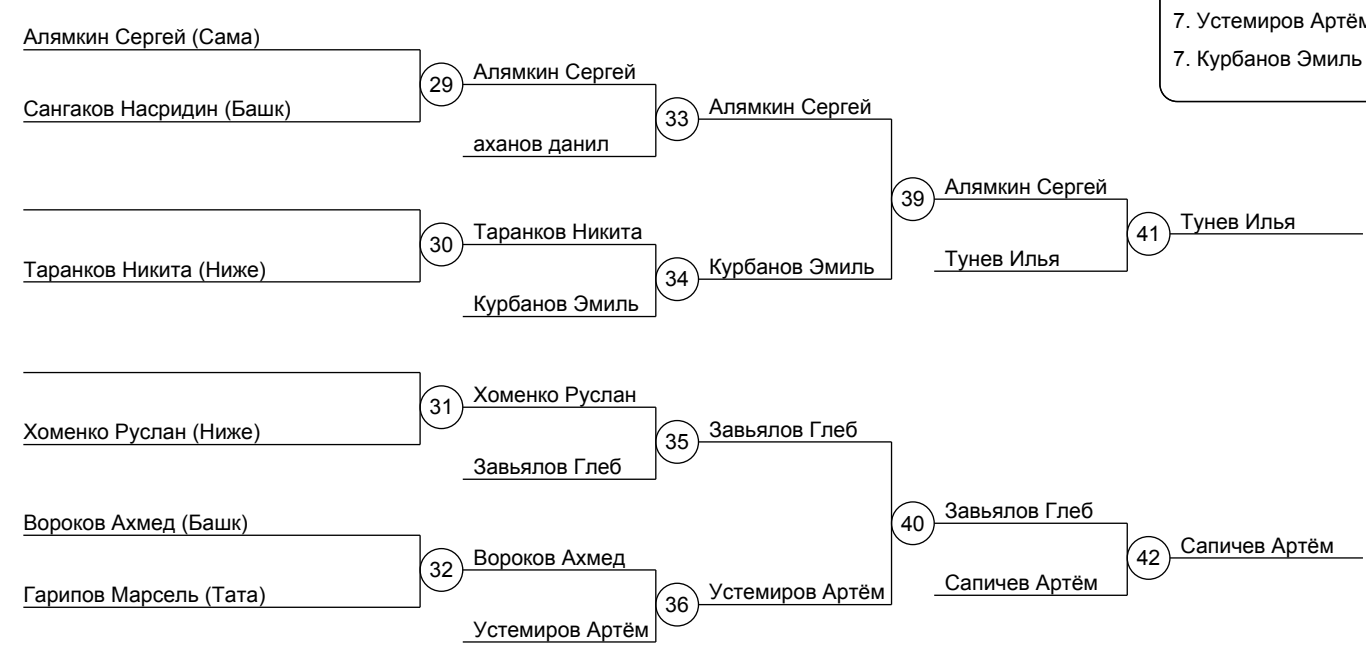 7. Устемиров Артём
7. Курбанов Эмиль
Алямкин Сергей (Сама)
29
Алямкин Сергей
Сангаков Насридин (Башк)
33
Алямкин Сергей
аханов данил
39
Алямкин Сергей
30
Таранков Никита
41
Тунев Илья
Таранков Никита (Ниже)
34
Курбанов Эмиль
Тунев Илья
Курбанов Эмиль
31
Хоменко Руслан
Хоменко Руслан (Ниже)
35
Завьялов Глеб
Завьялов Глеб
40
Завьялов Глеб
Вороков Ахмед (Башк)
32
Вороков Ахмед
42
Сапичев Артём
Гарипов Марсель (Тата)
36
Устемиров Артём
Сапичев Артём
Устемиров Артём